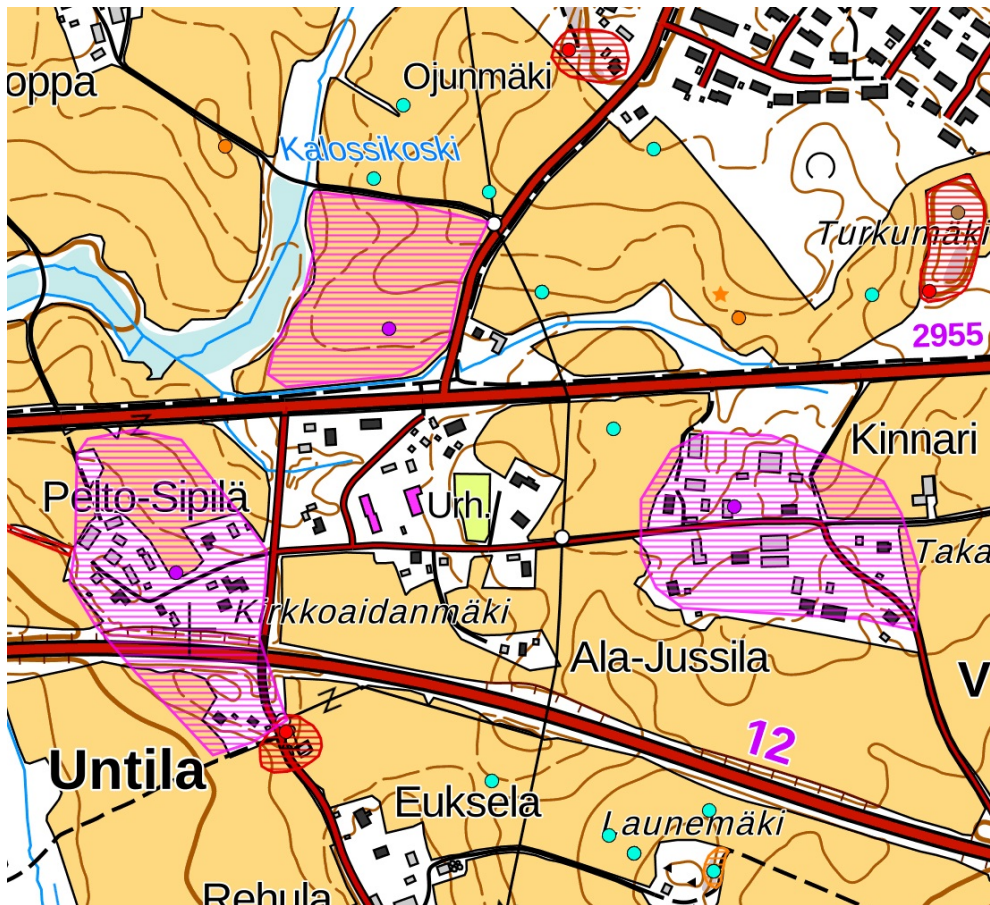 oppa
Ojunmäki
Kalossikoski
Turkumäki
2955
Kinnari
Pelto-Sipilä
Urh.
Taka
Kirkkoaidanmäki
Ala-Jussila
V
12
Untila
Euksela
Launemäki
Rehula